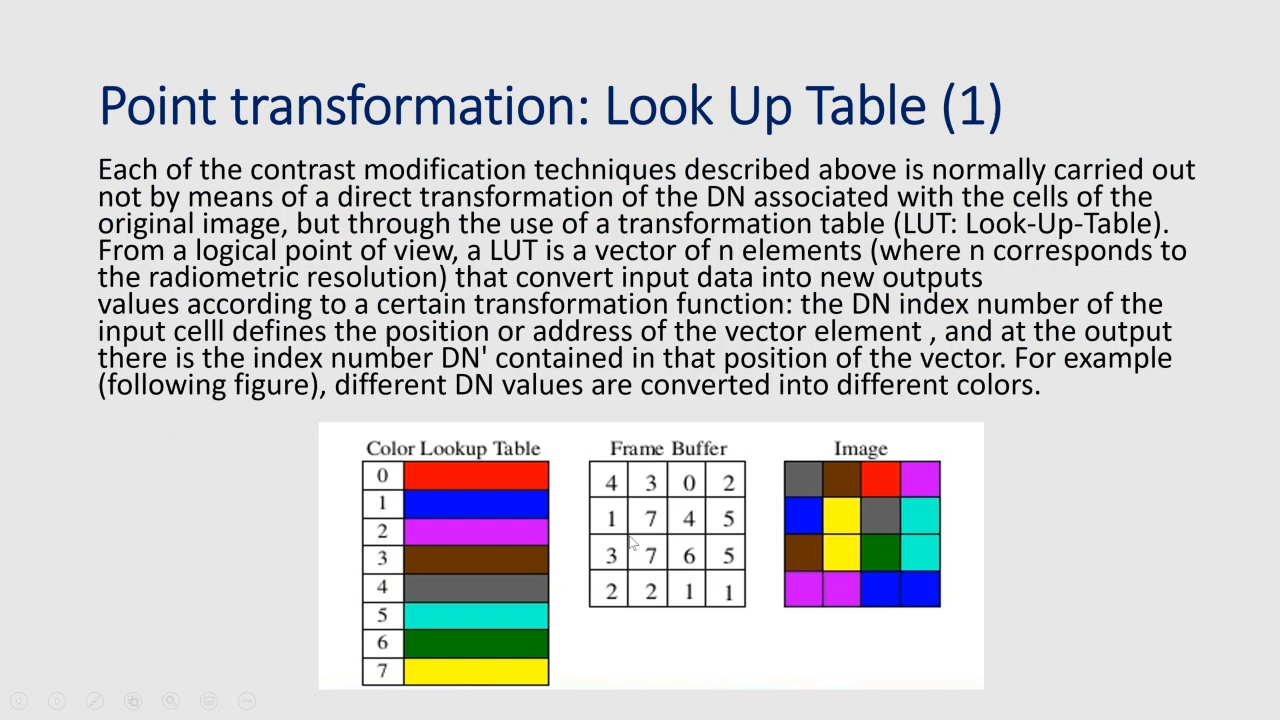 Point transformation: Look Up Table (1)
Each of the contrast modification techniques described above is normally carried out
not by means of a direct transformation of the DN associated with the cells of the
original image, but through the use of a transformation table (LUT: Look-Up-Table).
From a logical point of view, a LUT is a vector of n elements (where n corresponds to
the radiometric resolution) that convert input data into new outputs
values according to a certain transformation function: the DN index number of the
input celll defines the position or address of the vector element , and at the output
there is the index number DN' contained in that position of the vector. For example
(following figure), different DN values are converted into different colors.
Color Lookup Table
0
1
2
3
4
5
6
7
Frame Buffer
4 3 0 2
1 7 4 5
3 7 6 5
2 2 1 1
Image